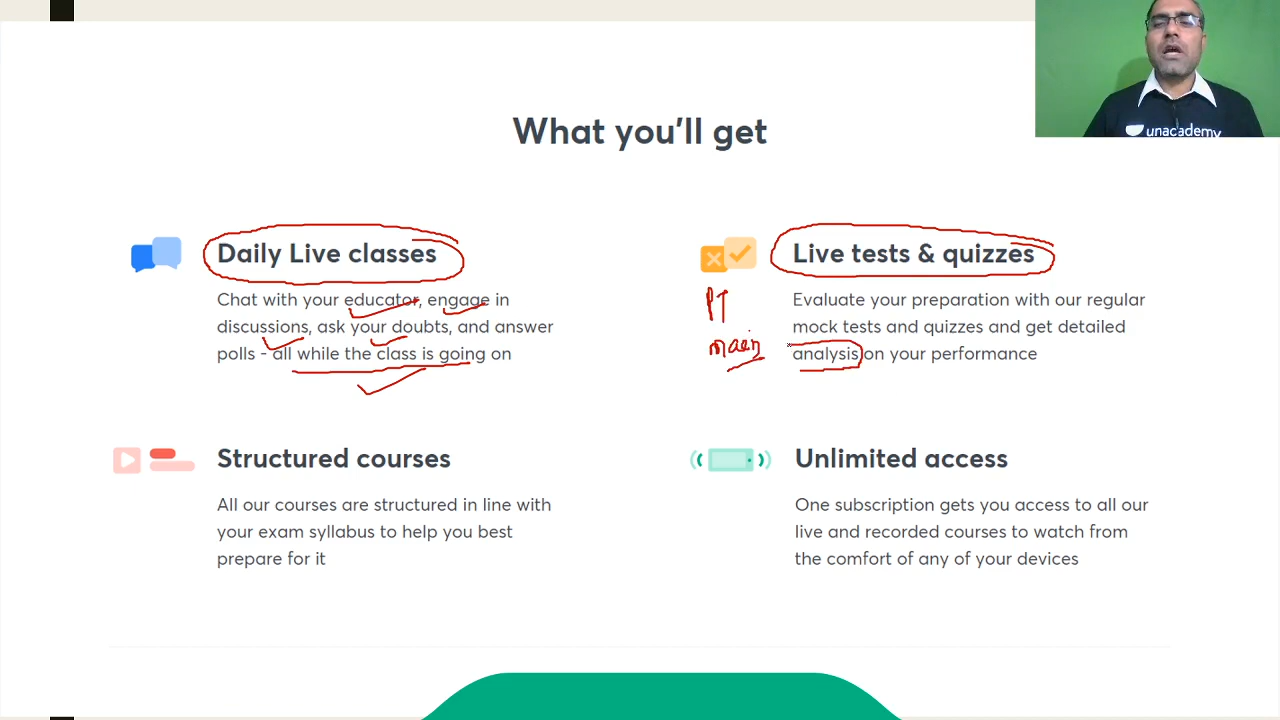 unacademy
What you'll get
Daily Live classes
Chat with your educator, engage in
discussions, ask your doubts, and answer
polls - all while the class is going on
Live tests & quizzes
PT
main
Evaluate your preparation with our regular
mock tests and quizzes and get detailed
analysis on your performance
Structured courses
All our courses are structured in line with
your exam syllabus to help you best
prepare for it
Unlimited access
One subscription gets you access to all our
live and recorded courses to watch from
the comfort of any of your devices